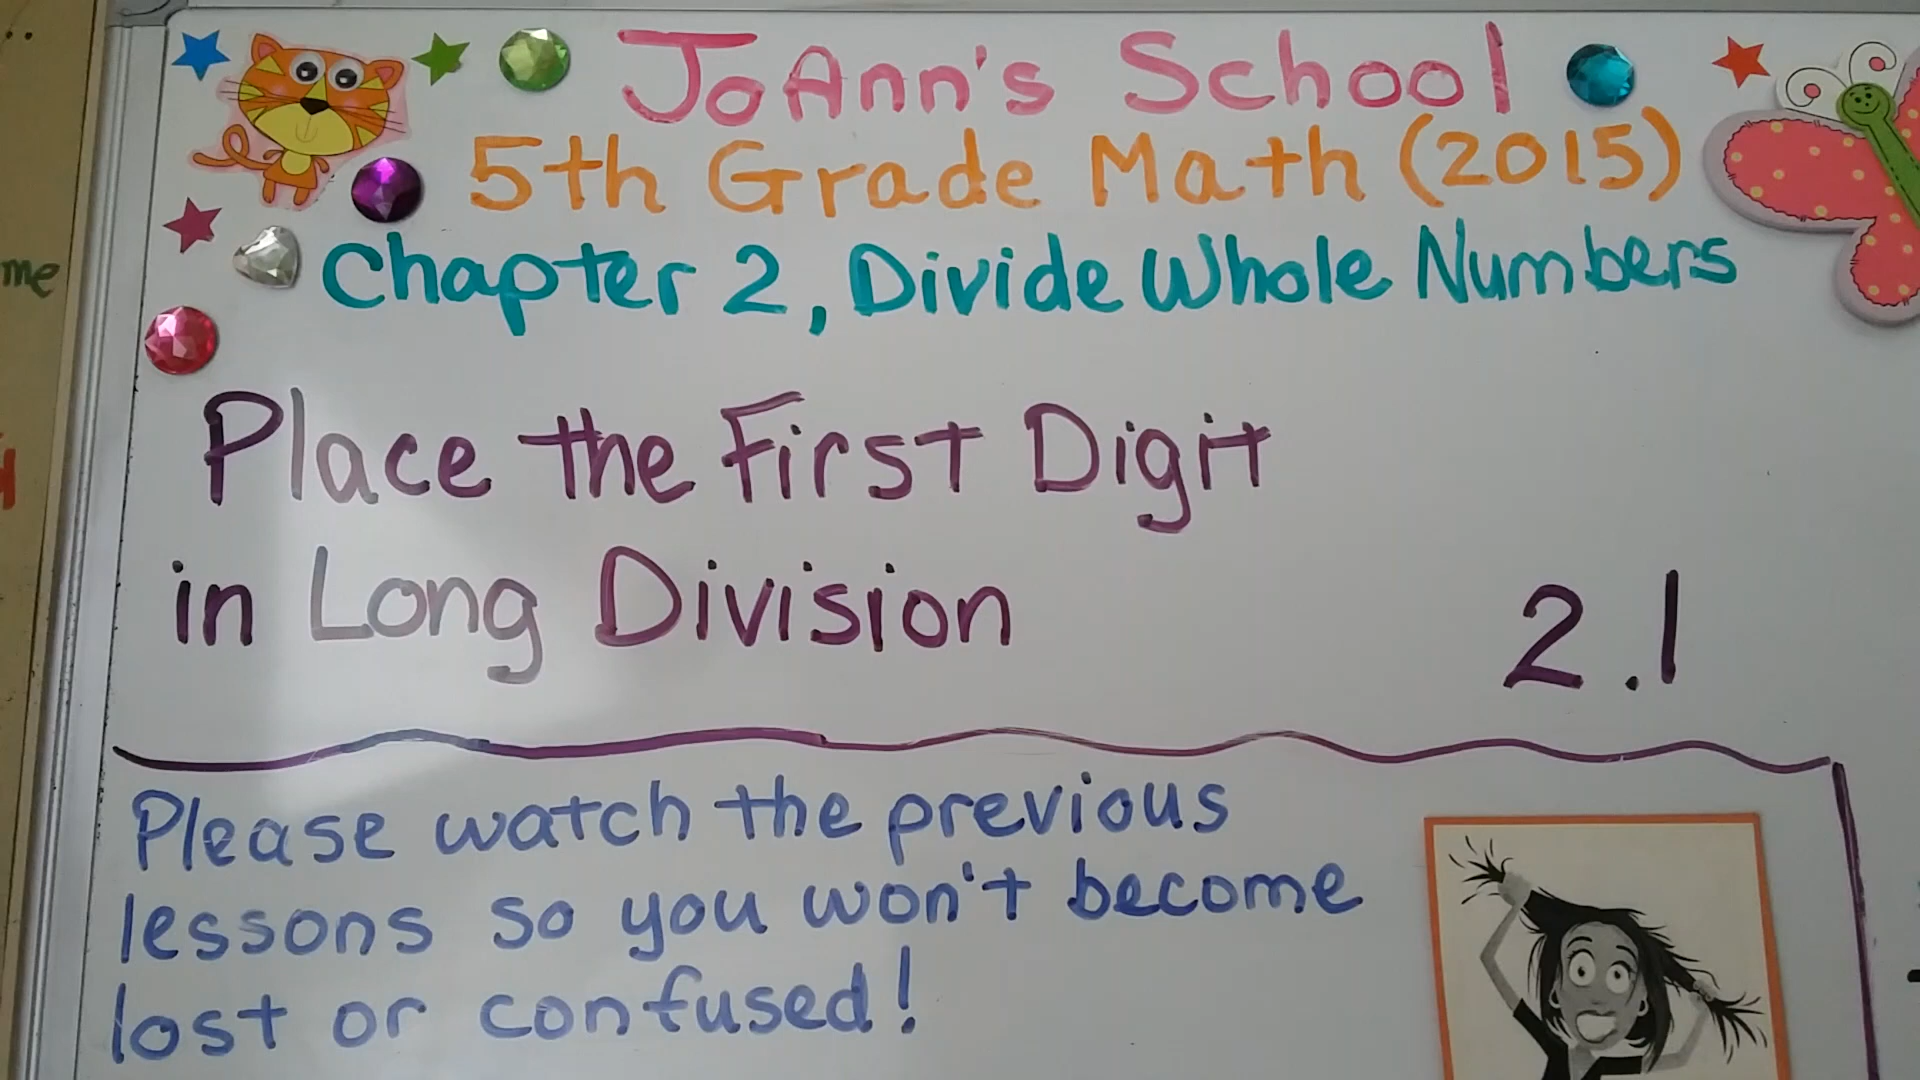 JoAnn's School
5th Grade Math (2015)
Chapter 2, Divide Whole Numbers
me
Place the First Digit
in Long Division
2.1
Please watch the previous
lessons so you won't become
lost or confused!